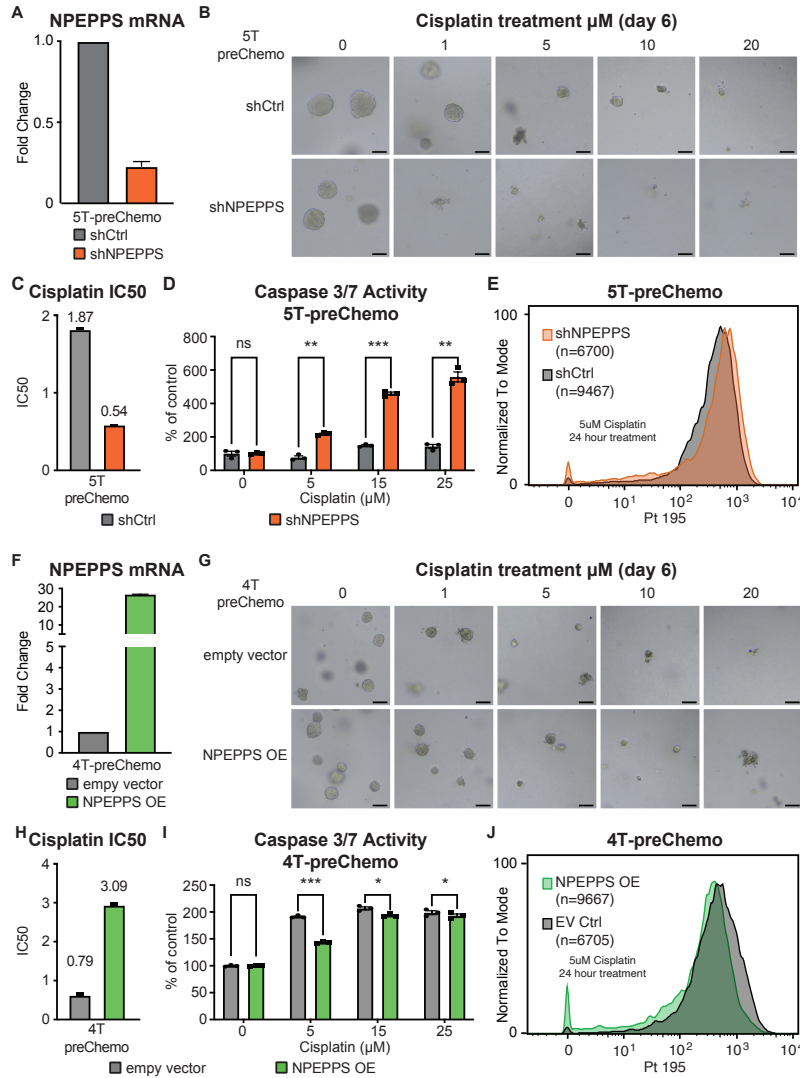 A NPEPPS mRNA
Fold Change
1.0
0.5
0
5T-preChemo
shCtrl
shNPEPPS
B Cisplatin treatment µM (day 6)
5T
preChemo
0 1 5 10 20
shCtrl
shNPEPPS
C Cisplatin IC50
IC50
2
1
0
1.87
0.54
5T
preChemo
D Caspase 3/7 Activity
5T-preChemo
% of control
800
600
400
200
0
ns ** *** **
0 5 15 25
Cisplatin (µM)
shCtrl shNPEPPS
E 5T-preChemo
Normalized To Mode
100
0
shNPEPPS
(n=6700)
shCtrl
(n=9467)
5uM Cisplatin
24 hour treatment
0 10¹ 10² 10³ 10⁴
Pt 195
F NPEPPS mRNA
Fold Change
30
20
10
5
4
3
2
1
0
4T-preChemo
empy vector
NPEPPS OE
G Cisplatin treatment µM (day 6)
4T
preChemo
0 1 5 10 20
empty vector
NPEPPS OE
H Cisplatin IC50
IC50
4
3
2
1
0
0.79
3.09
4T
preChemo
I Caspase 3/7 Activity
4T-preChemo
% of control
250
200
150
100
50
0
ns *** * *
0 5 15 25
Cisplatin (µM)
empty vector NPEPPS OE
J 4T-preChemo
Normalized To Mode
100
0
NPEPPS OE
(n=9667)
EV Ctrl
(n=6705)
5uM Cisplatin
24 hour treatment
0 10¹ 10² 10³ 10⁴
Pt 195